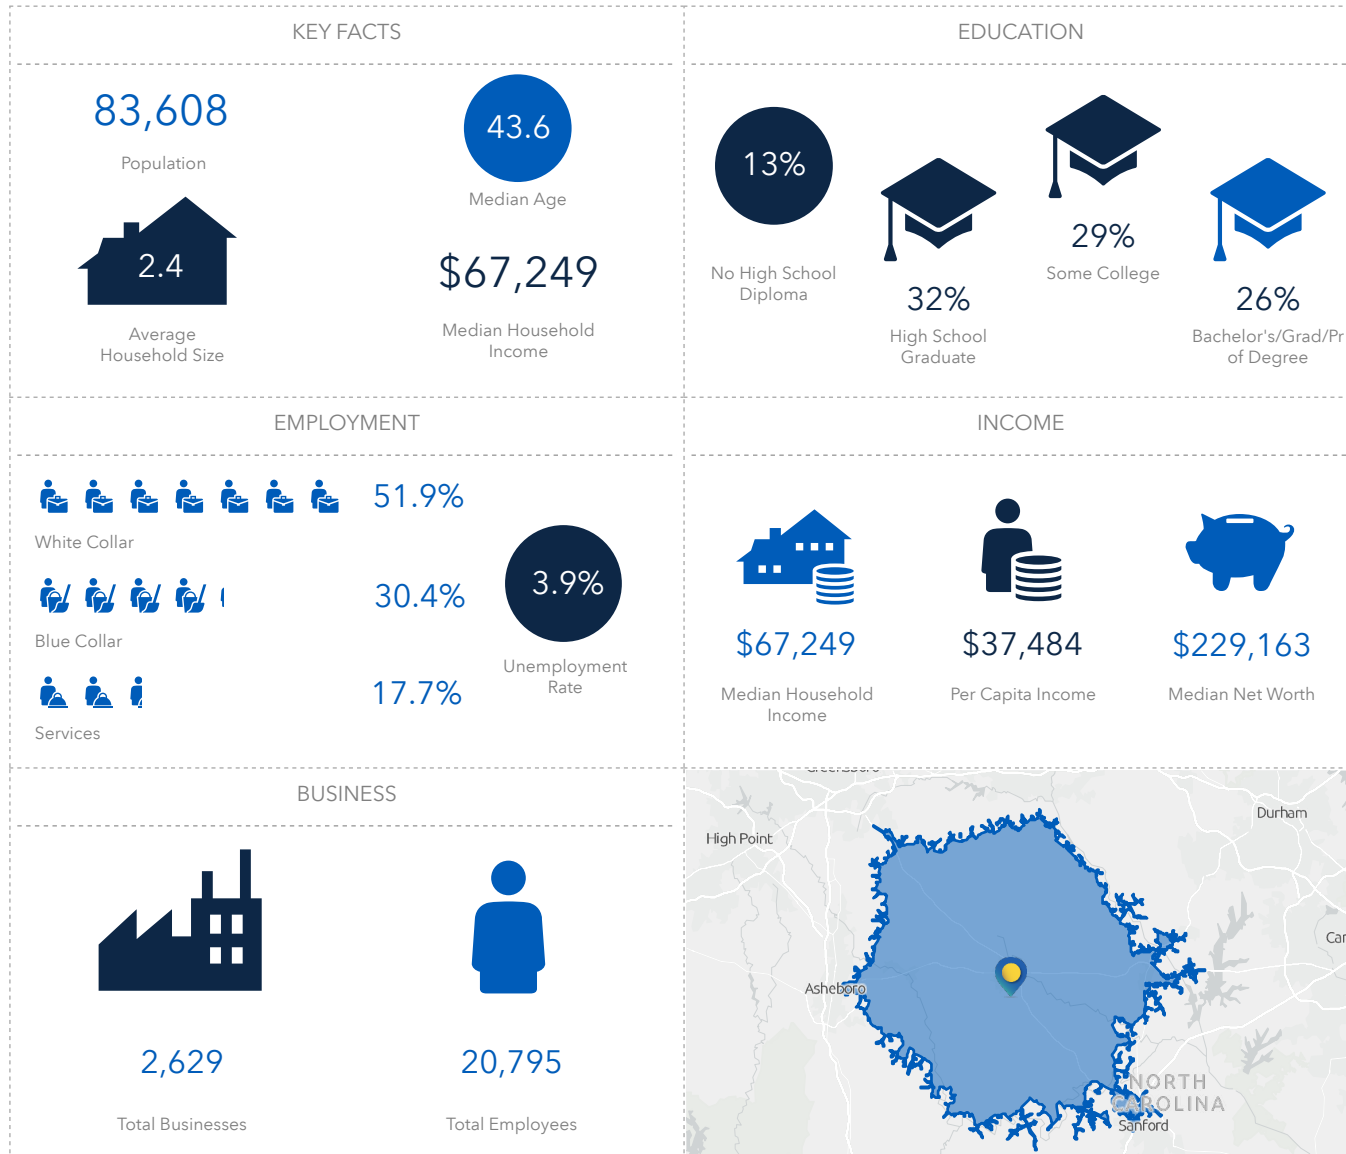 KEY FACTS
83,608
Population
43.6
Median Age
2.4
Average
Household Size
$67,249
Median Household
Income
EDUCATION
13%
No High School
Diploma
32%
High School
Graduate
29%
Some College
26%
Bachelor's/Grad/Pr
of Degree
EMPLOYMENT
51.9%
White Collar
30.4%
Blue Collar
17.7%
Services
3.9%
Unemployment
Rate
INCOME
$67,249
Median Household
Income
$37,484
Per Capita Income
$229,163
Median Net Worth
BUSINESS
2,629
Total Businesses
20,795
Total Employees
Greensboro
High Point
Durham
Car
Asheboro
NORTH
CAROLINA
Sanford